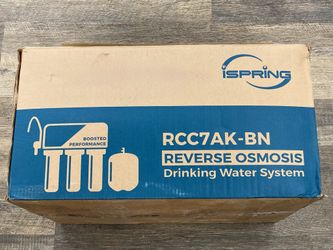 iSPRING
BOOSTED
PERFORMANCE
RCC7AK-BN
REVERSE OSMOSIS
Drinking Water System